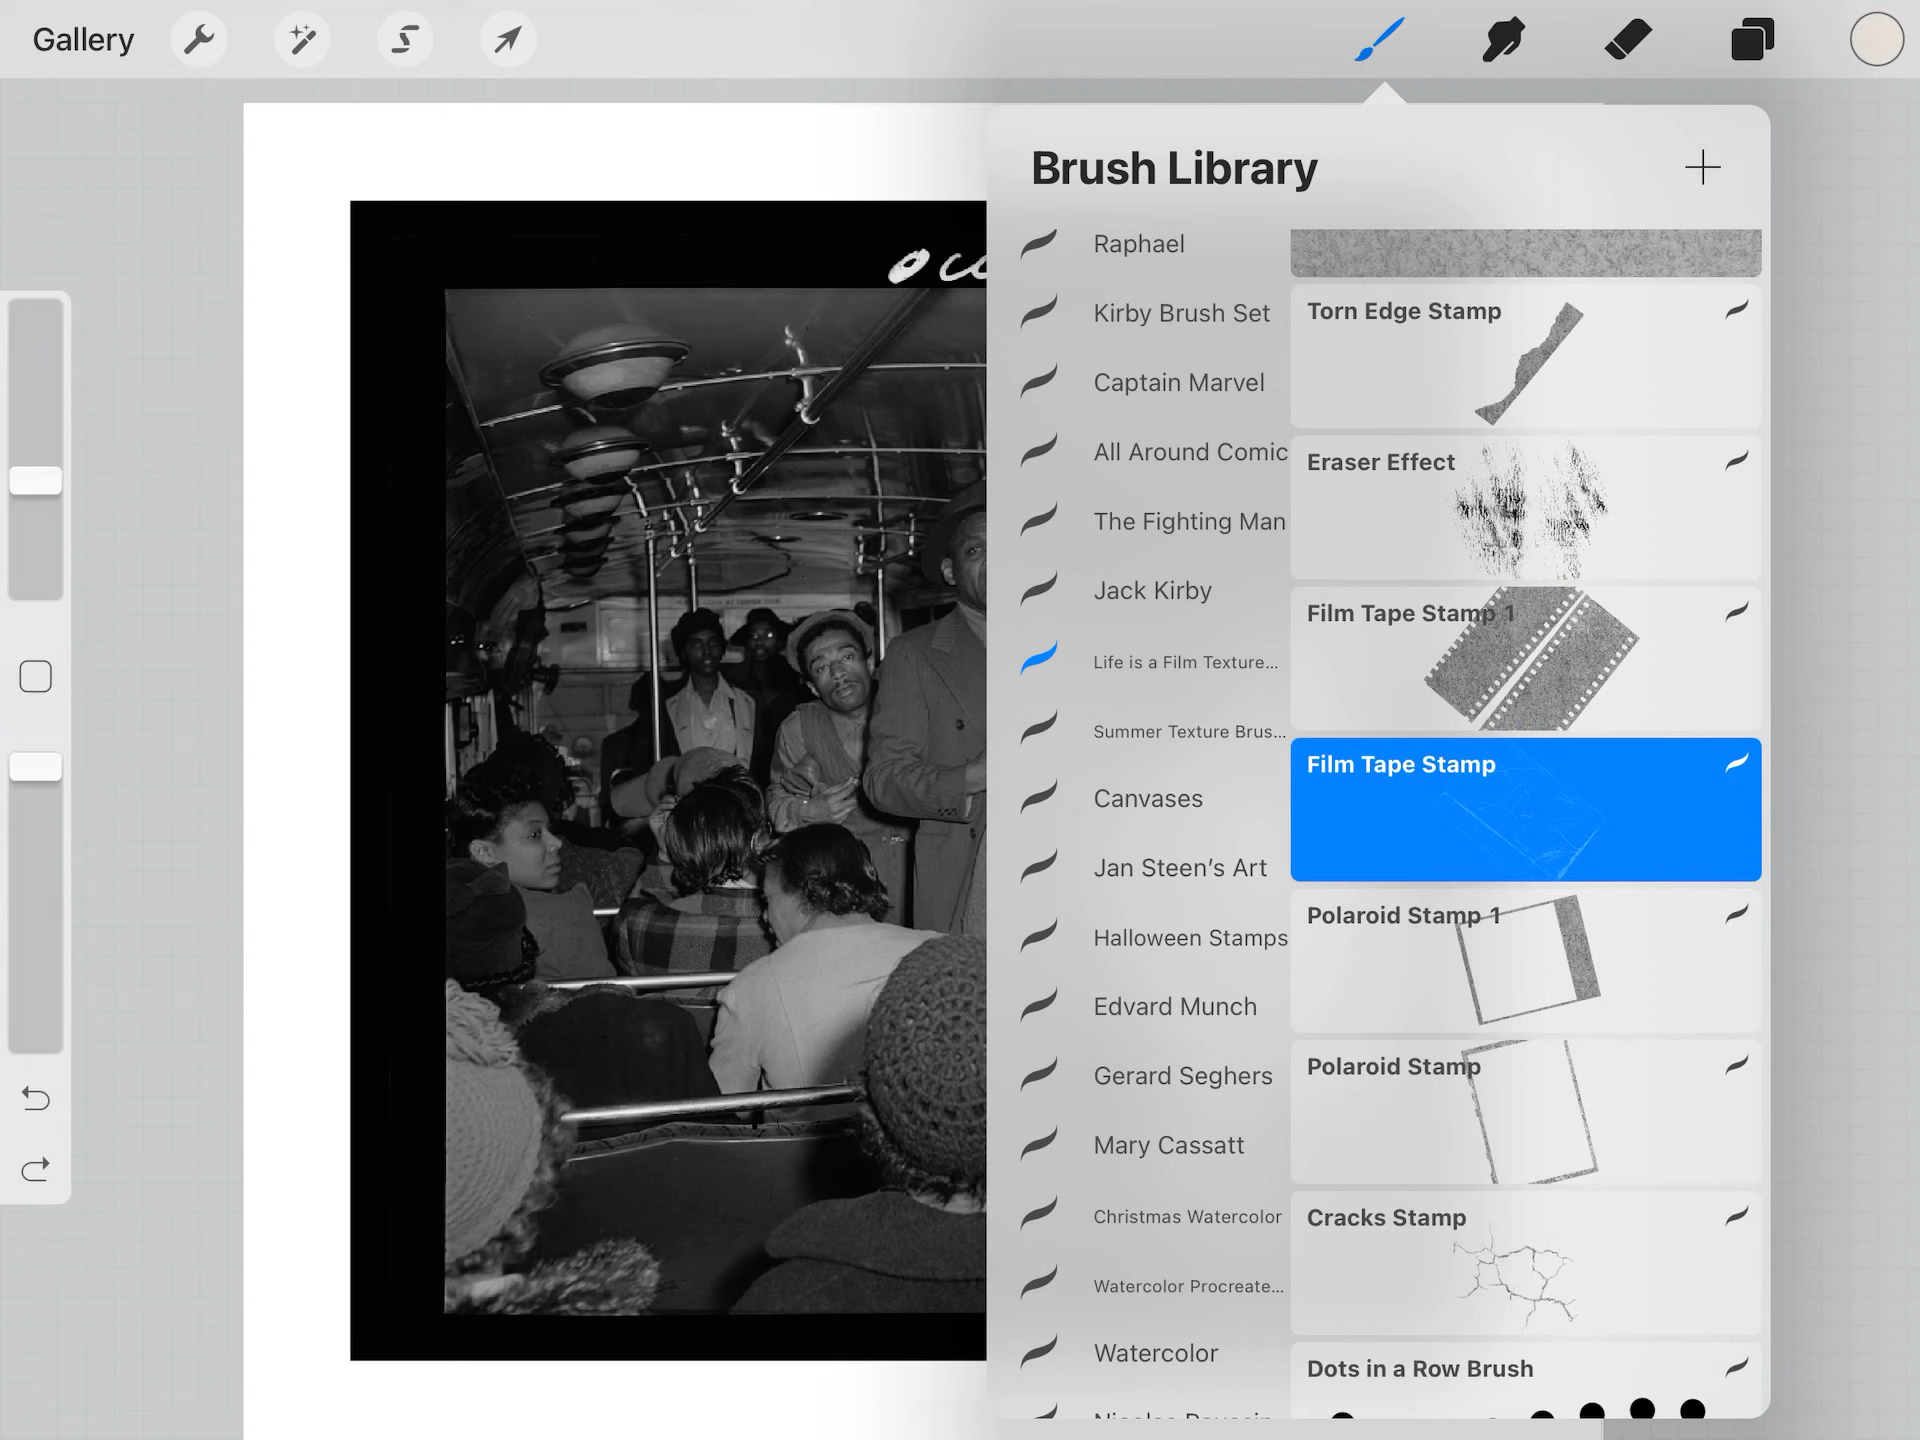 Gallery
Brush Library
Raphael
Kirby Brush Set
Captain Marvel
All Around Comic
The Fighting Man
Jack Kirby
Life is a Film Texture...
Summer Texture Brus...
Canvases
Jan Steen’s Art
Halloween Stamps
Edvard Munch
Gerard Seghers
Mary Cassatt
Christmas Watercolor
Watercolor Procreate...
Watercolor
Torn Edge Stamp
Eraser Effect
Film Tape Stamp 1
Film Tape Stamp
Polaroid Stamp 1
Polaroid Stamp
Cracks Stamp
Dots in a Row Brush